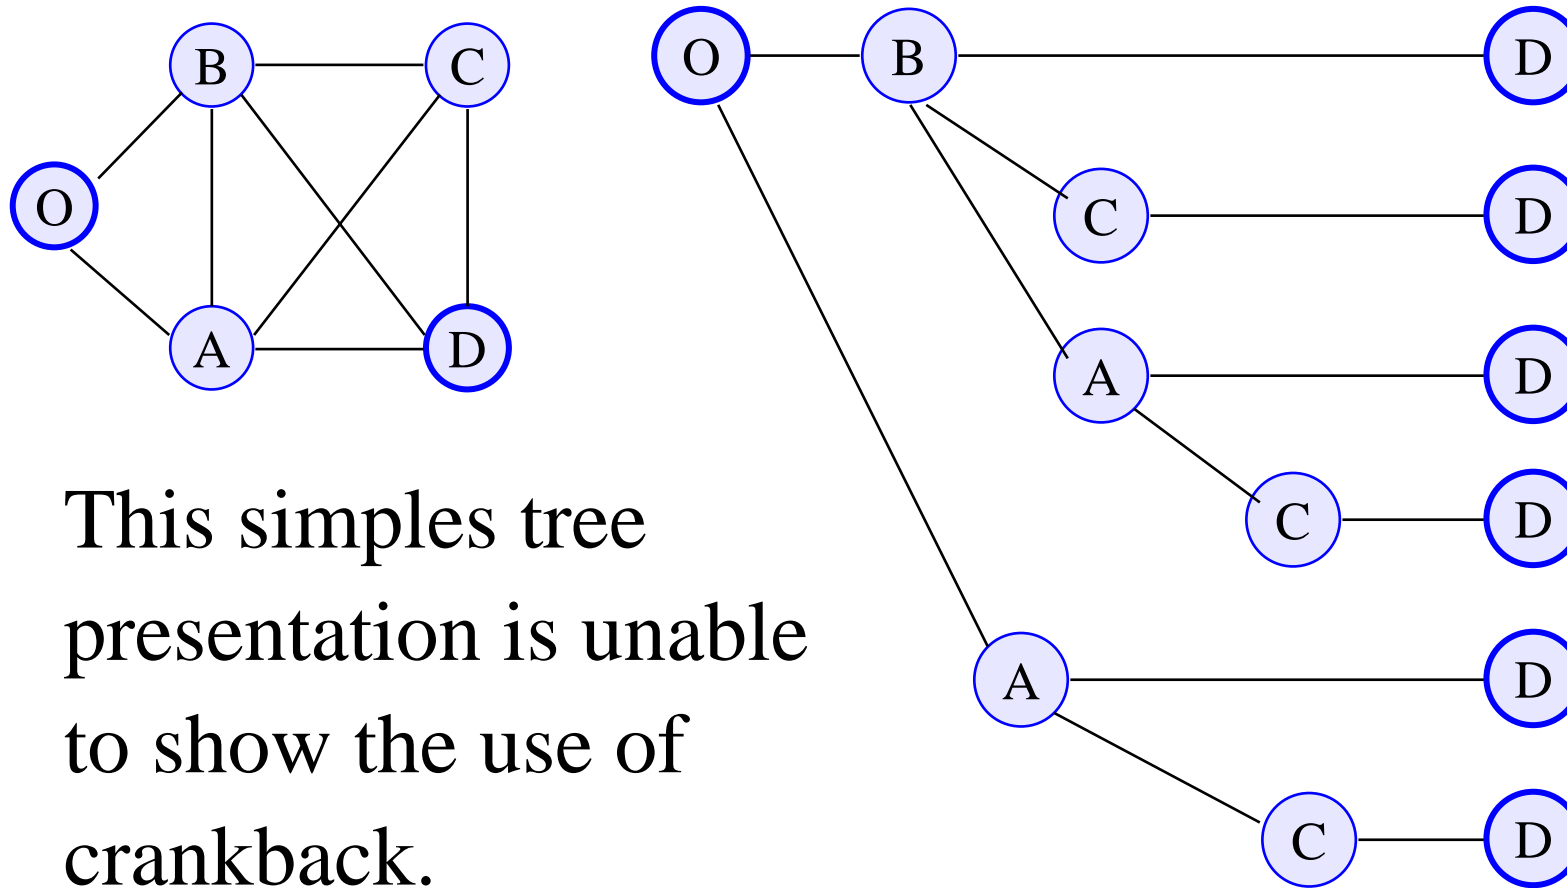 B
C
O
A
D
O
B
D
C
D
A
D
C
D
A
D
C
D
This simples tree
presentation is unable
to show the use of
crankback.